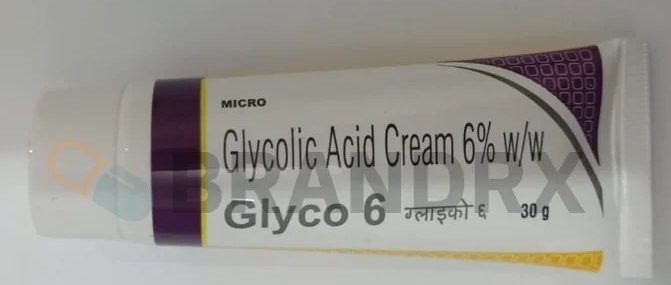 MICRO
Glycolic Acid Cream 6% w/w
BRANDRX
Glyco 6 ग्लाइको ६ 30 g